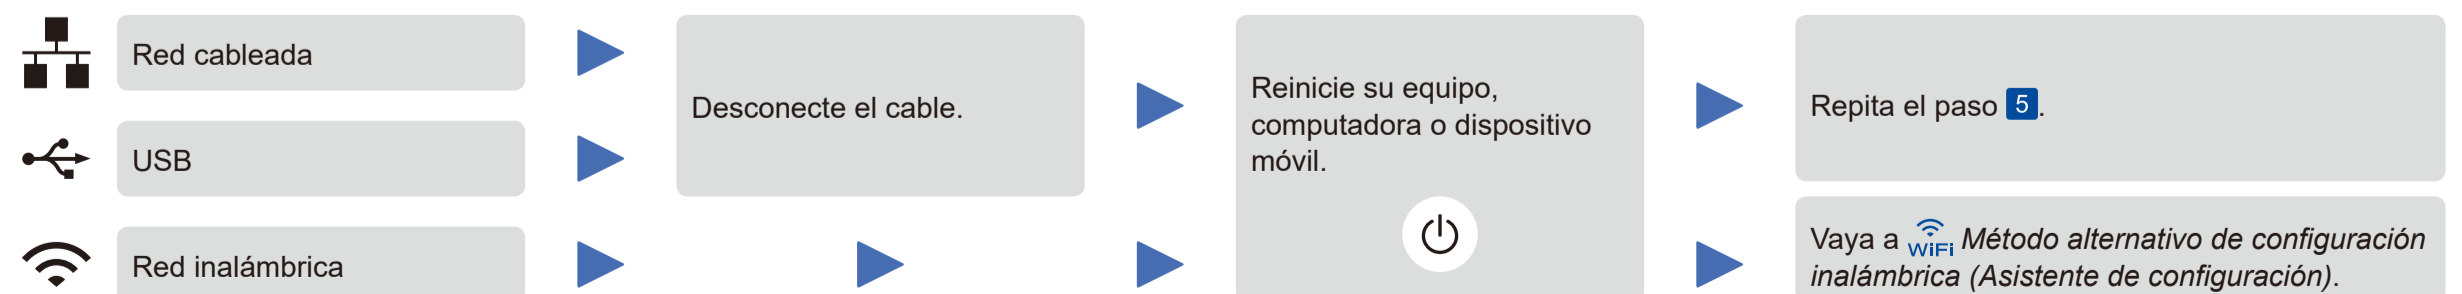 Red cableada
USB
Red inalámbrica
Desconecte el cable.
Reinicie su equipo,
computadora o dispositivo
móvil.
Repita el paso 5.
Vaya a WiFi Método alternativo de configuración
inalámbrica (Asistente de configuración).